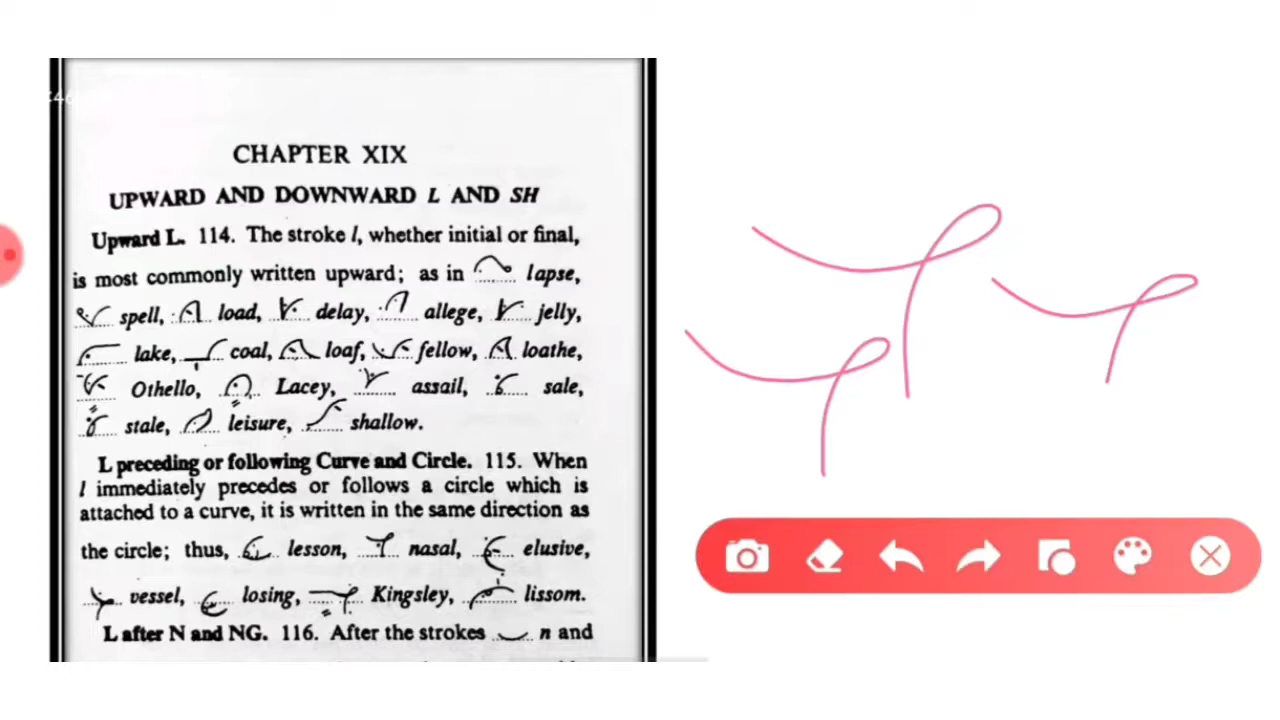 CHAPTER XIX
UPWARD AND DOWNWARD L AND SH
Upward L. 114. The stroke l, whether initial or final,
is most commonly written upward; as in lapse,
spell, load, delay, allege, jelly,
lake, coal, loaf, fellow, loathe,
Othello, Lacey, assail, sale,
stale, leisure, shallow.
L preceding or following Curve and Circle. 115. When
l immediately precedes or follows a circle which is
attached to a curve, it is written in the same direction as
the circle; thus, lesson, nasal, elusive,
vessel, losing, Kingsley, lissom.
L after N and NG. 116. After the strokes n and